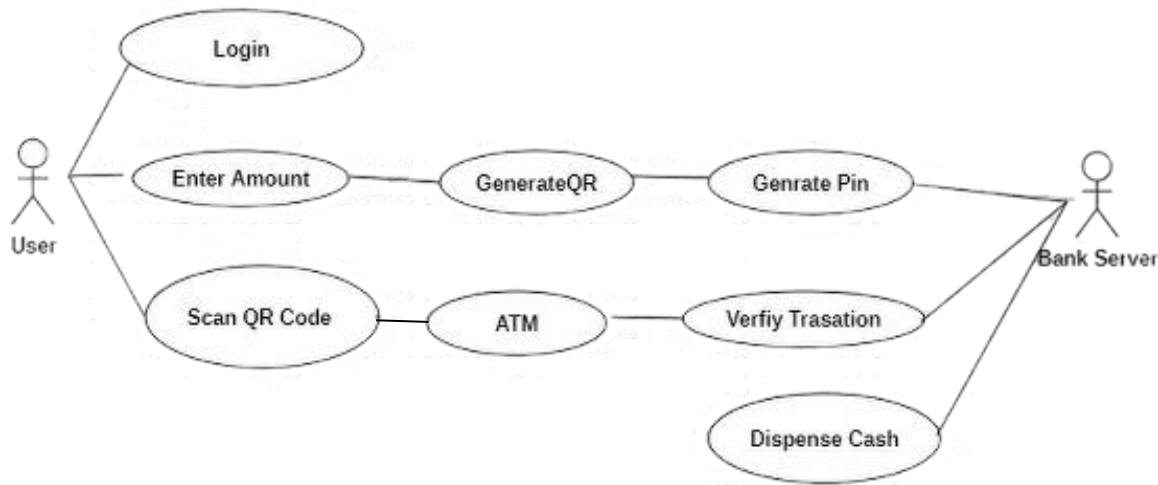 Login
Enter Amount
GenerateQR
Genrate Pin
User
Bank Server
Scan QR Code
ATM
Verfiy Trasation
Dispense Cash